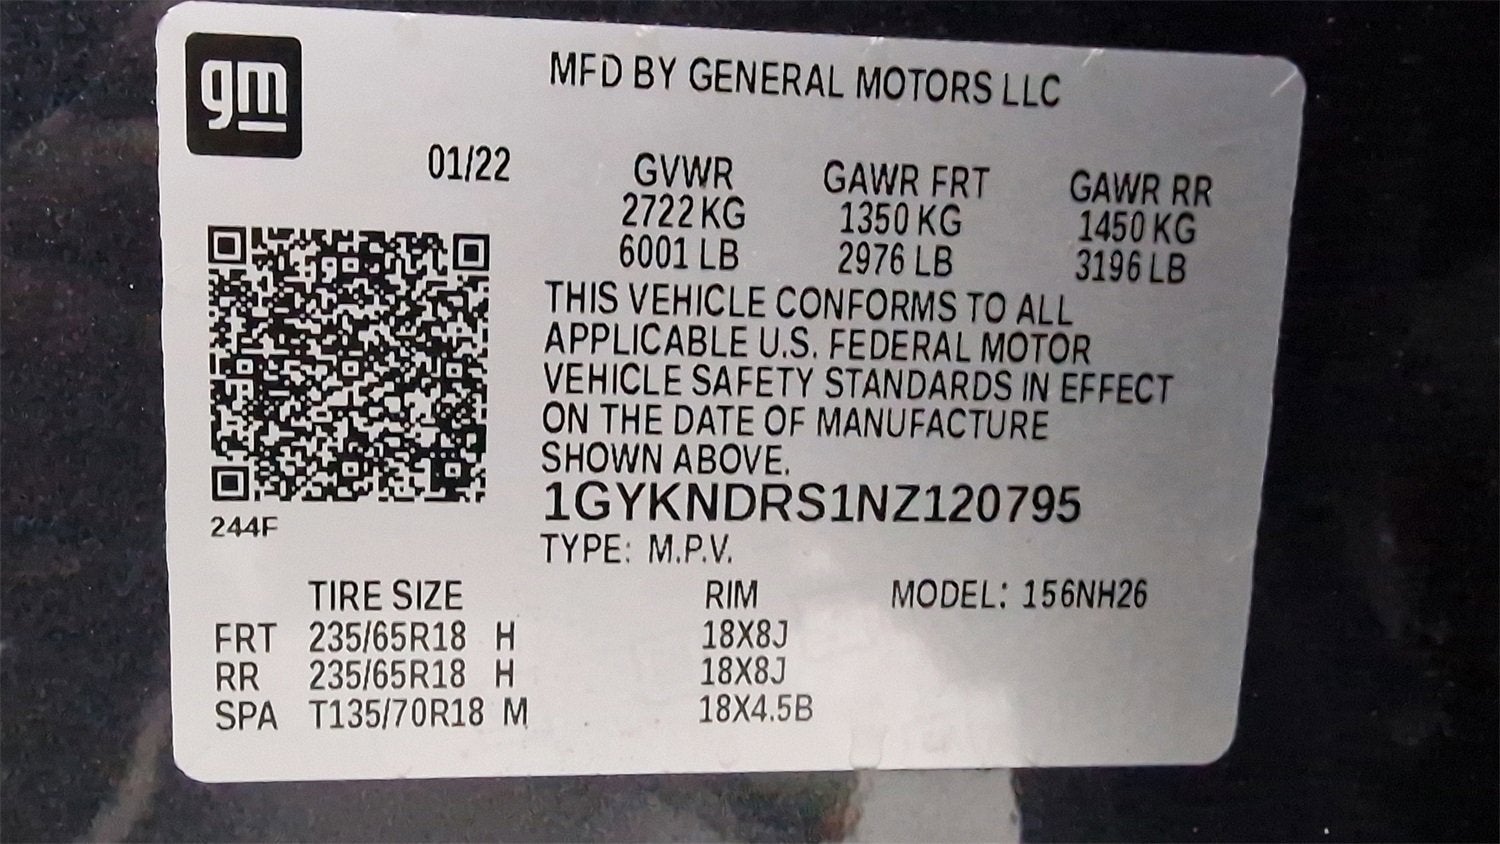 gm
MFD BY GENERAL MOTORS LLC
01/22 GVWR GAWR FRT GAWR RR
2722 KG 1350 KG 1450 KG
6001 LB 2976 LB 3196 LB
THIS VEHICLE CONFORMS TO ALL
APPLICABLE U.S. FEDERAL MOTOR
VEHICLE SAFETY STANDARDS IN EFFECT
ON THE DATE OF MANUFACTURE
SHOWN ABOVE.
1GYKNDRS1NZ120795
244F
TYPE: M.P.V.
TIRE SIZE RIM MODEL: 156NH26
FRT 235/65R18 H 18X8J
RR 235/65R18 H 18X8J
SPA T135/70R18 M 18X4.5B